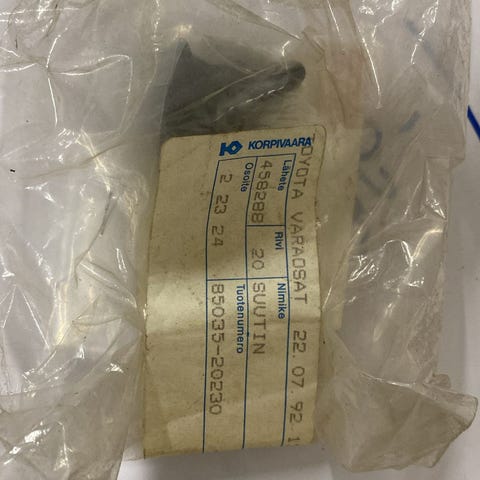 KORPIVAARA
TOYOTA VARAOSAT 22.07.92
Lähete Rivi Nimike
458288 20 SUUTIN
Osoite Tuotenumero
2 23 24 85035-20230